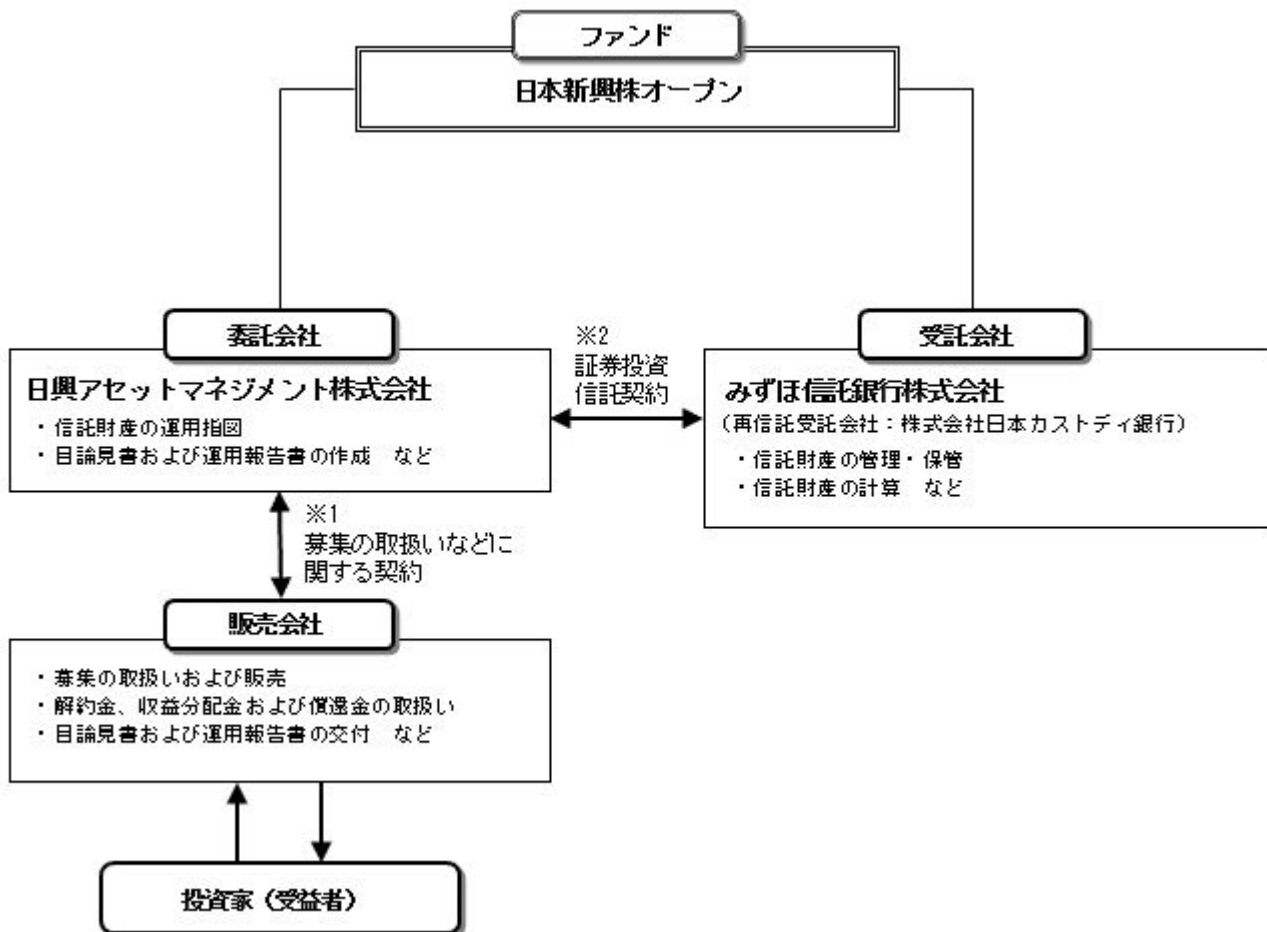 ファンド
日本新興株オープン
委託会社
日興アセットマネジメント株式会社
・信託財産の運用指図
・目論見書および運用報告書の作成 など
※2
証券投資
信託契約
受託会社
みずほ信託銀行株式会社
（再信託受託会社：株式会社日本カストディ銀行）
・信託財産の管理・保管
・信託財産の計算 など
※1
募集の取扱いなどに
関する契約
販売会社
・募集の取扱いおよび販売
・解約金、収益分配金および償還金の取扱い
・目論見書および運用報告書の交付 など
投資家（受益者）